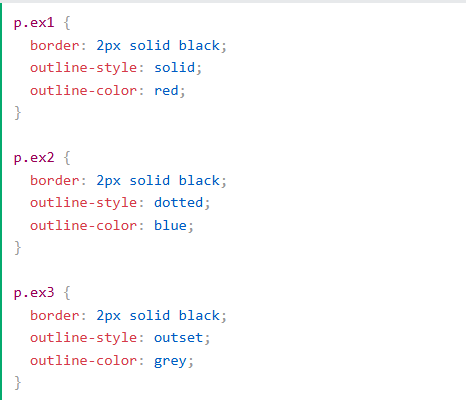 p.ex1 {
  border: 2px solid black;
  outline-style: solid;
  outline-color: red;
}

p.ex2 {
  border: 2px solid black;
  outline-style: dotted;
  outline-color: blue;
}

p.ex3 {
  border: 2px solid black;
  outline-style: outset;
  outline-color: grey;
}